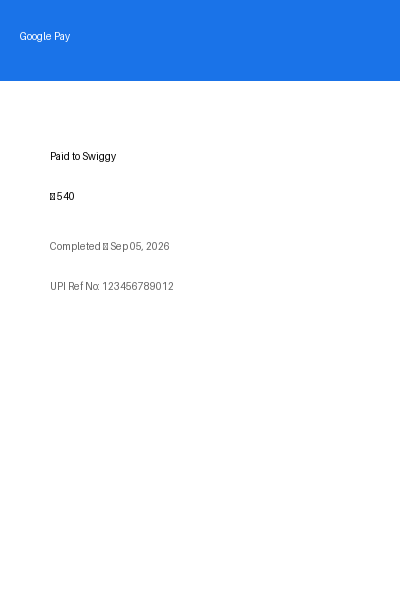 Google Pay
Paid to Swiggy
540
Completed Sep 05, 2026
UPI Ref No: 123456789012